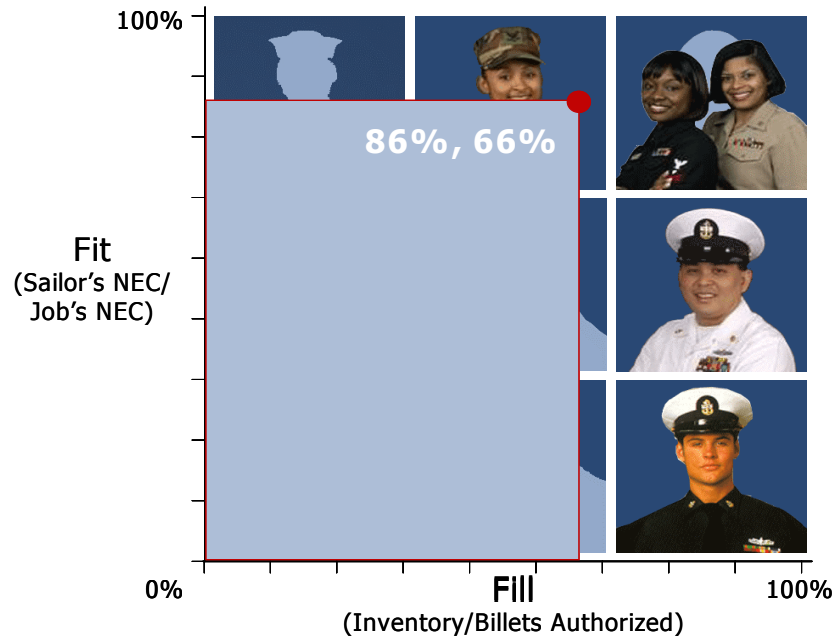 100%
86%, 66%
Fit
(Sailor’s NEC/
Job’s NEC)
0%
Fill
100%
(Inventory/Billets Authorized)